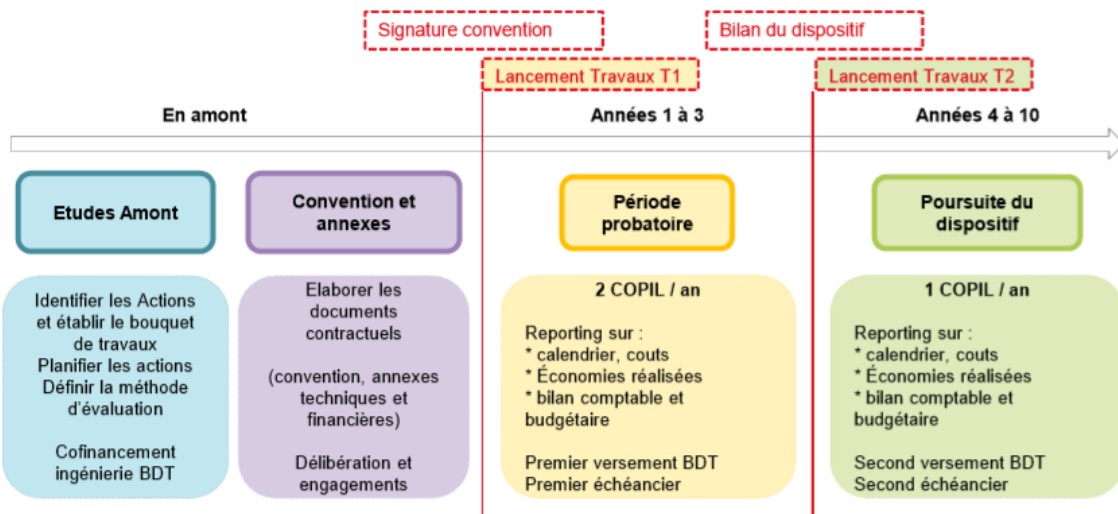 Signature convention
Bilan du dispositif
Lancement Travaux T1
Lancement Travaux T2
En amont
Années 1 à 3
Années 4 à 10
Etudes Amont
Convention et
annexes
Période
probatoire
Poursuite du
dispositif
Identifier les Actions
et établir le bouquet
de travaux
Planifier les actions
Définir la méthode
d'évaluation
Cofinancement
ingénierie BDT
Elaborer les
documents
contractuels
(convention, annexes
techniques et
financières)
Délibération et
engagements
2 COPIL / an
Reporting sur :
* calendrier, couts
* Économies réalisées
* bilan comptable et
budgétaire
Premier versement BDT
Premier échéancier
1 COPIL / an
Reporting sur :
* calendrier, couts
* Économies réalisées
* bilan comptable et
budgétaire
Second versement BDT
Second échéancier